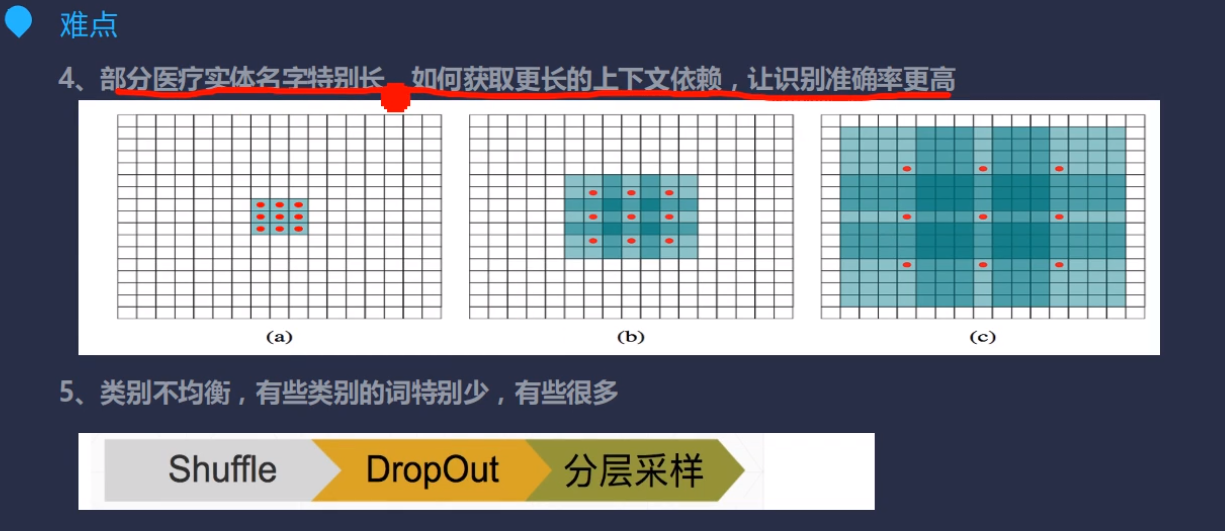 难点
4、部分医疗实体名字特别长,如何获取更长的上下文依赖,让识别准确率更高
(a) (b) (c)
5、类别不均衡,有些类别的词特别少,有些很多
Shuffle DropOut 分层采样